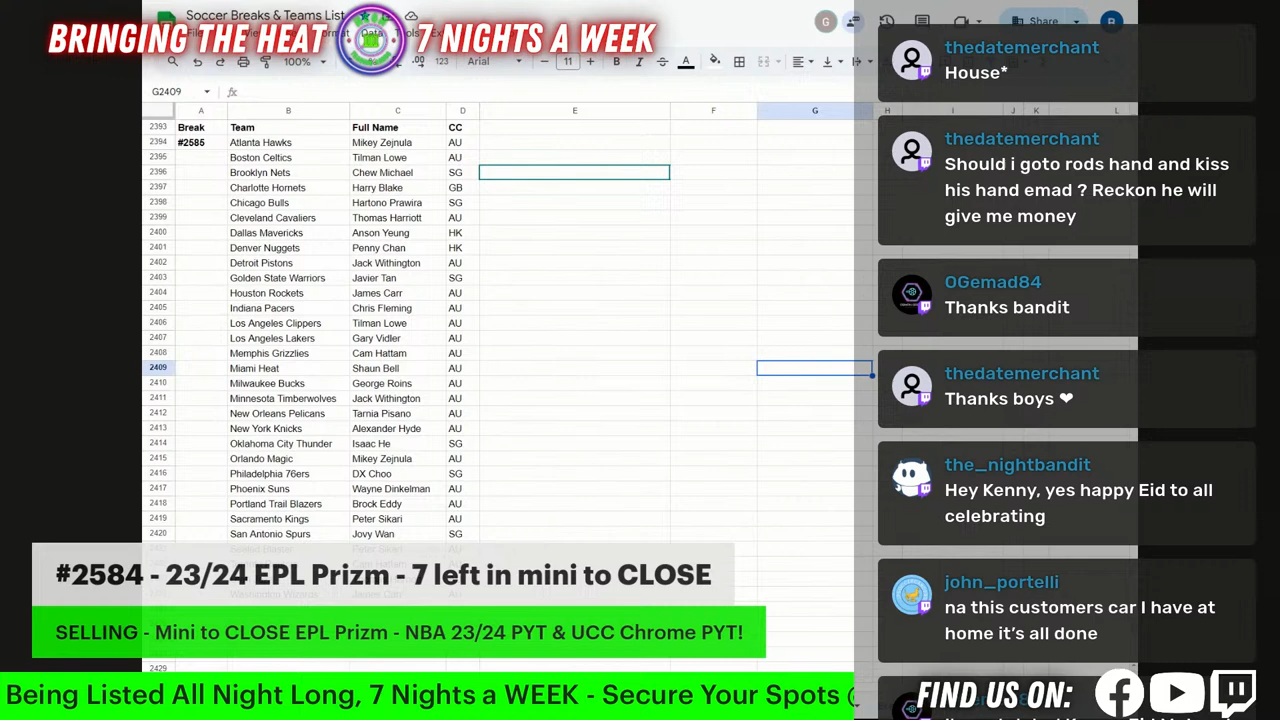 Soccer Breaks & Teams List
BRINGING THE HEAT 7 NIGHTS A WEEK
G
Share
R
100%
.00
123
Arial
11
B
I
A
G2409
fx
A B C D E F G H I J K L
2393 Break Team Full Name CC
2394 #2585 Atlanta Hawks Mikey Zejnula AU
2395 Boston Celtics Tilman Lowe AU
2396 Brooklyn Nets Chew Michael SG
2397 Charlotte Hornets Harry Blake GB
2398 Chicago Bulls Hartono Prawira SG
2399 Cleveland Cavaliers Thomas Harriott AU
2400 Dallas Mavericks Anson Yeung HK
2401 Denver Nuggets Penny Chan HK
2402 Detroit Pistons Jack Withington AU
2403 Golden State Warriors Javier Tan SG
2404 Houston Rockets James Carr AU
2405 Indiana Pacers Chris Fleming AU
2406 Los Angeles Clippers Tilman Lowe AU
2407 Los Angeles Lakers Gary Vidler AU
2408 Memphis Grizzlies Cam Hattam AU
2409 Miami Heat Shaun Bell AU
2410 Milwaukee Bucks George Roins AU
2411 Minnesota Timberwolves Jack Withington AU
2412 New Orleans Pelicans Tarnia Pisano AU
2413 New York Knicks Alexander Hyde AU
2414 Oklahoma City Thunder Isaac He SG
2415 Orlando Magic Mikey Zejnula AU
2416 Philadelphia 76ers DX Choo SG
2417 Phoenix Suns Wayne Dinkelman AU
2418 Portland Trail Blazers Brock Eddy AU
2419 Sacramento Kings Peter Sikari AU
2420 San Antonio Spurs Jovy Wan SG
2429
#2584 - 23/24 EPL Prizm - 7 left in mini to CLOSE
SELLING - Mini to CLOSE EPL Prizm - NBA 23/24 PYT & UCC Chrome PYT!
Being Listed All Night Long, 7 Nights a WEEK - Secure Your Spots
thedatemerchant
House*
thedatemerchant
Should i goto rods hand and kiss
his hand emad ? Reckon he will
give me money
OGemad84
Thanks bandit
thedatemerchant
Thanks boys ❤
the_nightbandit
Hey Kenny, yes happy Eid to all
celebrating
john_portelli
na this customers car I have at
home it's all done
FIND US ON: